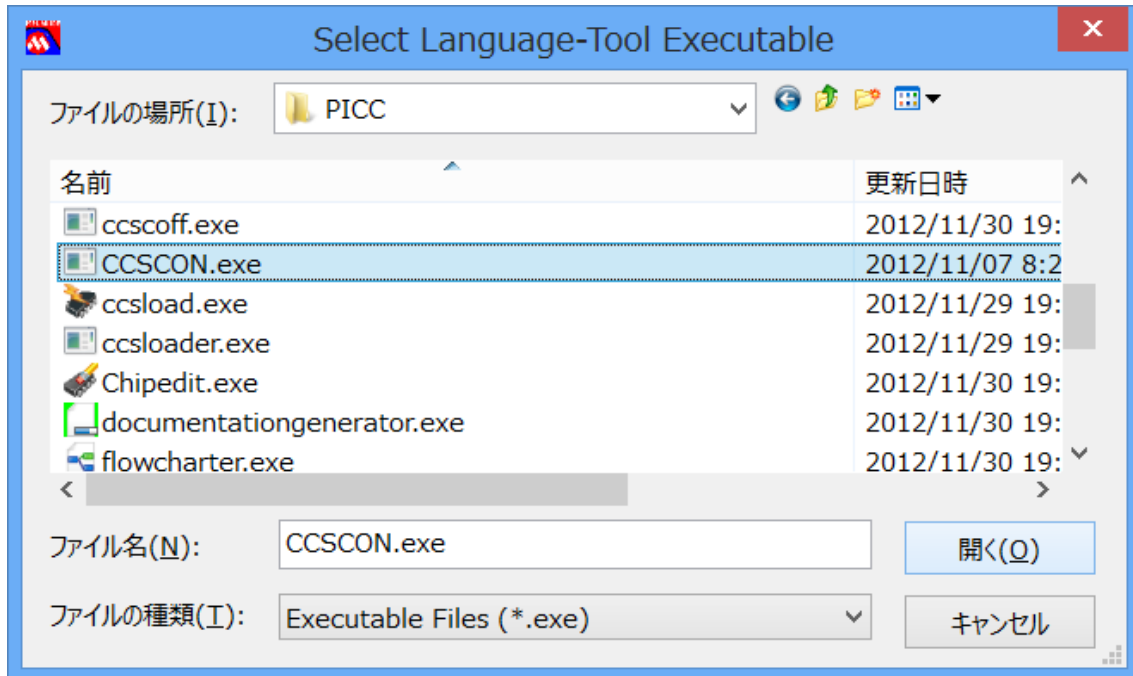 Select Language-Tool Executable
ファイルの場所(I): PICC
名前 更新日時
ccscoff.exe 2012/11/30 19:
CCSCON.exe 2012/11/07 8:2
ccsload.exe 2012/11/29 19:
ccsloader.exe 2012/11/29 19:
Chipedit.exe 2012/11/30 19:
documentationgenerator.exe 2012/11/30 19:
flowcharter.exe 2012/11/30 19:
ファイル名(N): CCSCON.exe 開く(O)
ファイルの種類(T): Executable Files (*.exe) キャンセル